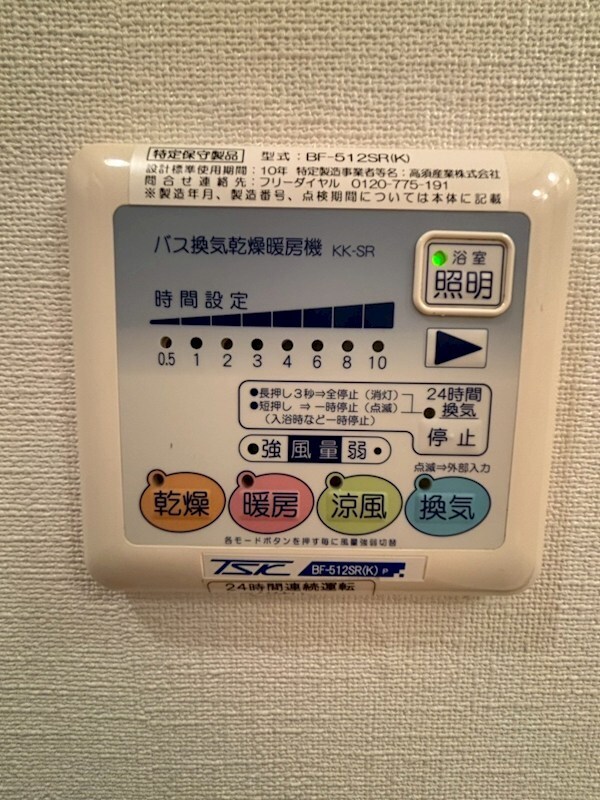 特定保守製品 型式：BF-512SR(K)
設計標準使用期間：10年 特定製造事業者等名：高須産業株式会社
問合せ連絡先：フリーダイヤル 0120-775-191
※製造年月、製造番号、点検期間については本体に記載
バス換気乾燥暖房機 KK-SR
浴室
照明
時間設定
0.5 1 2 3 4 6 8 10
●長押し3秒⇒全停止（消灯）
●短押し ⇒一時停止（点滅）
（入浴時など一時停止）
24時間
換気
停止
強 風量 弱
点滅⇒外部入力
乾燥 暖房 涼風 換気
各モードボタンを押す毎に風量強弱切替
TSK BF-512SR(K) P
24時間連続運転